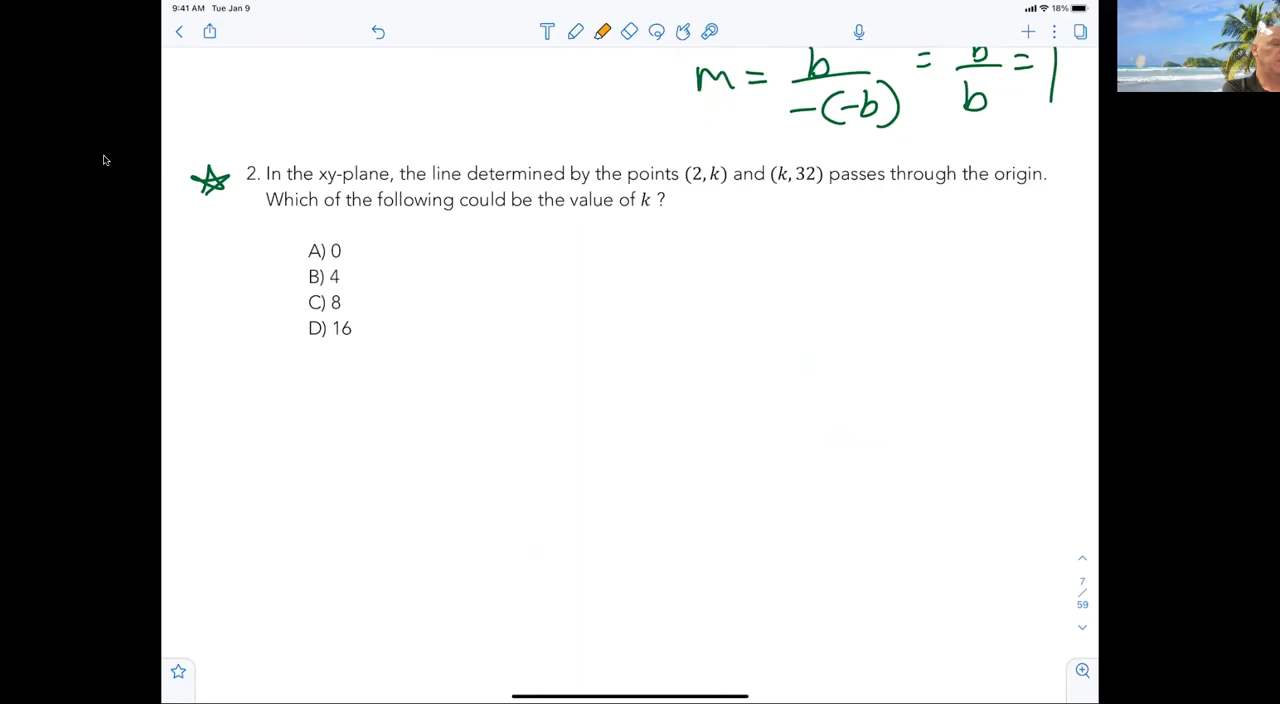 9:41 AM Tue Jan 9
18%
m = b/-(-b) = b/b = 1
2. In the xy-plane, the line determined by the points (2, k) and (k, 32) passes through the origin.
Which of the following could be the value of k ?
A) 0
B) 4
C) 8
D) 16
7
/
59